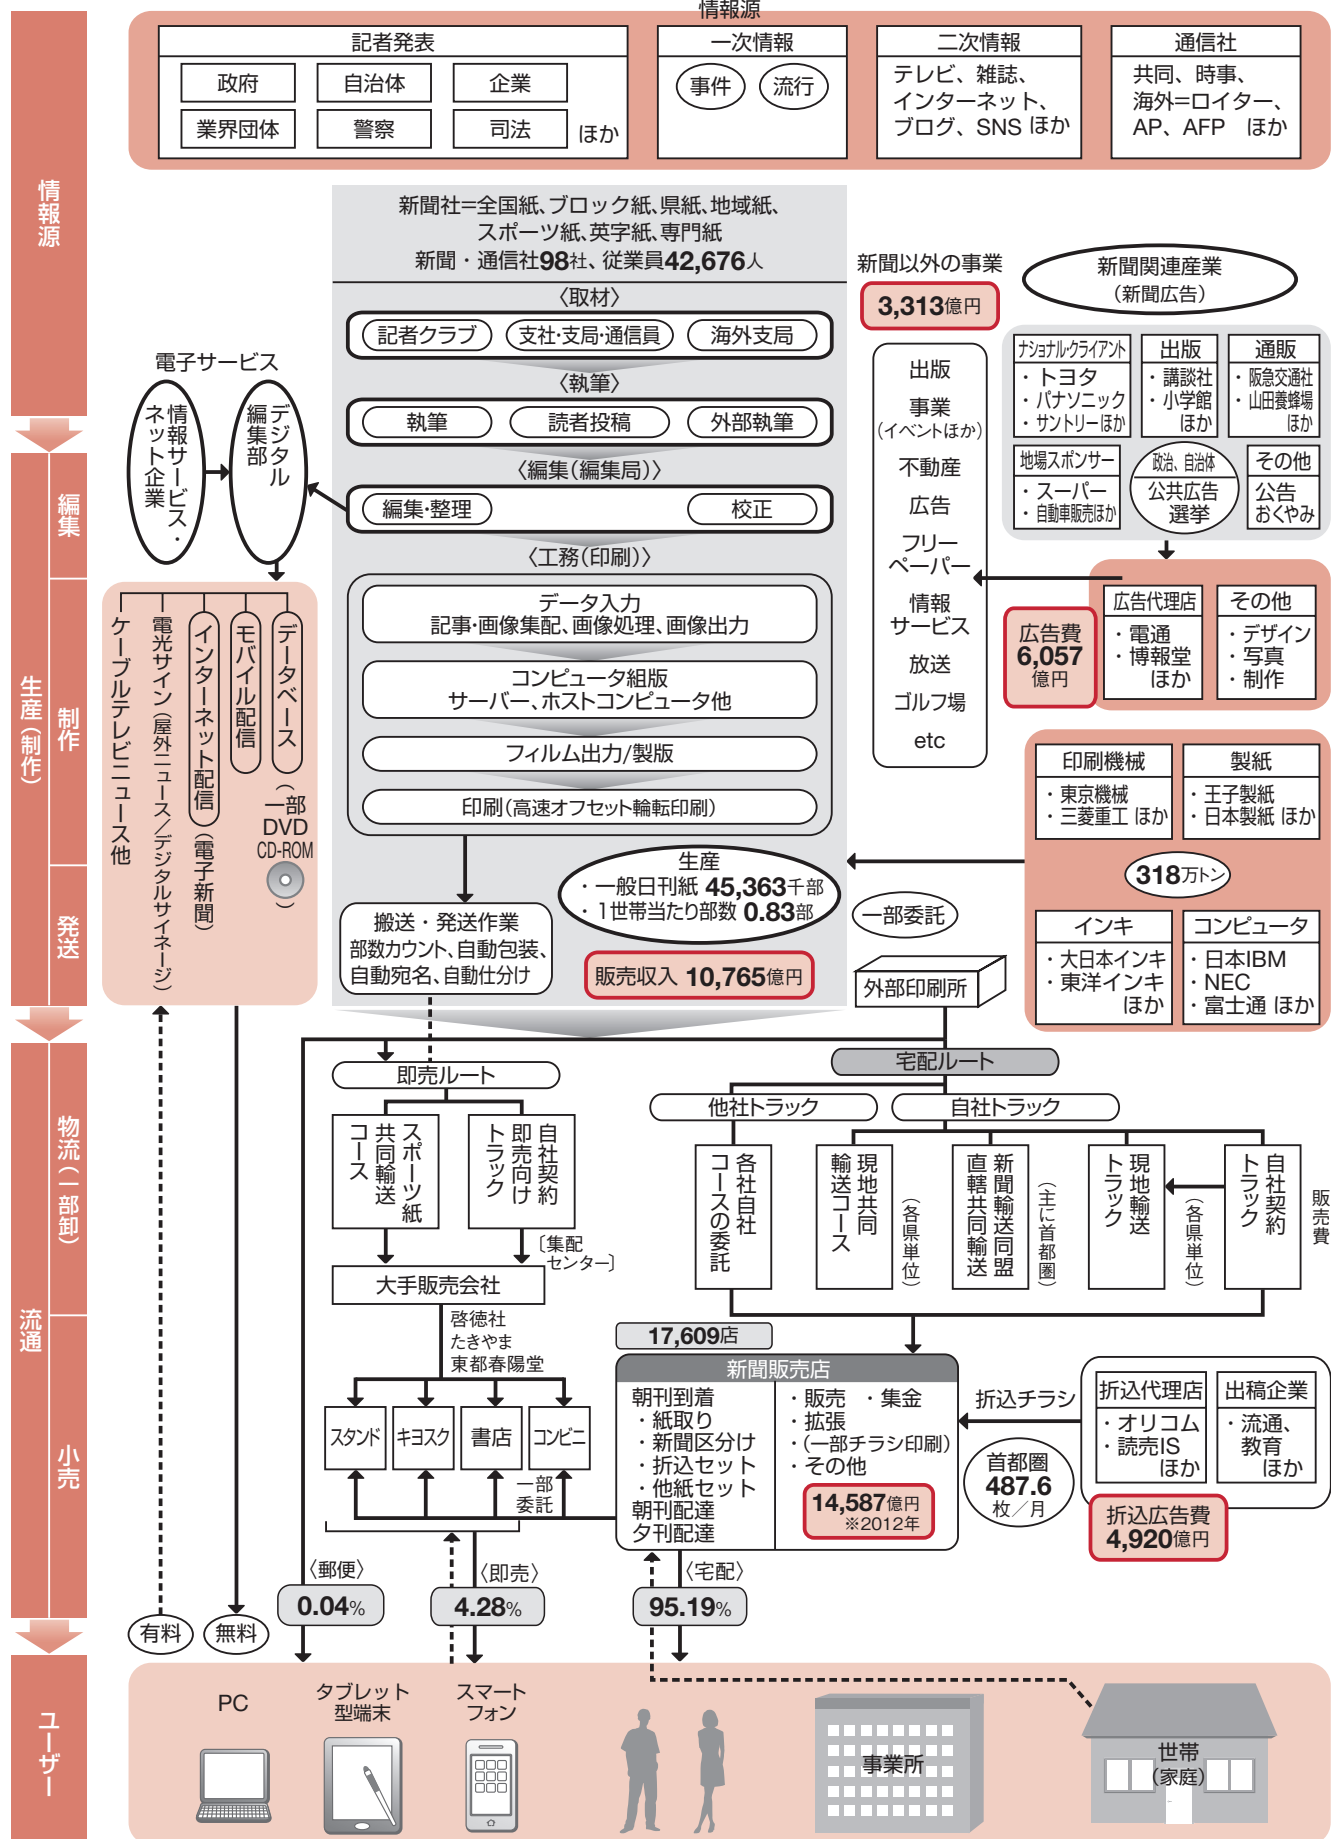 情報源
記者発表
政府
自治体
企業
業界団体
警察
司法
ほか
一次情報
事件
流行
二次情報
テレビ、雑誌、
インターネット、
ブログ、SNS ほか
通信社
共同、時事、
海外=ロイター、
AP、AFP ほか
情報源
新聞社=全国紙、ブロック紙、県紙、地域紙、
スポーツ紙、英字紙、専門紙
新聞・通信社98社、従業員42,676人
〈取材〉
記者クラブ
支社・支局・通信員
海外支局
〈執筆〉
執筆
読者投稿
外部執筆
〈編集(編集局)〉
編集・整理
校正
〈工務(印刷)〉
データ入力
記事・画像集配、画像処理、画像出力
コンピュータ組版
サーバー、ホストコンピュータ他
フィルム出力/製版
印刷(高速オフセット輪転印刷)
新聞以外の事業
3,313億円
出版
事業
(イベントほか)
不動産
広告
フリー
ペーパー
情報
サービス
放送
ゴルフ場
etc
新聞関連産業
(新聞広告)
ナショナル・クライアント
・トヨタ
・パナソニック
・サントリーほか
出版
・講談社
・小学館
ほか
通販
・阪急交通社
・山田養蜂場
ほか
地場スポンサー
・スーパー
・自動車販売ほか
政治、自治体
公共広告
選挙
その他
公告
おくやみ
広告費
6,057
億円
広告代理店
・電通
・博報堂
ほか
その他
・デザイン
・写真
・制作
電子サービス
情報サービス・
ネット企業
デジタル
編集部
編集
生産(制作)
制作
発送
データベース
(一部
DVD
CD-ROM
)
モバイル配信
インターネット配信
(電子新聞)
電光サイン(屋外ニュース/デジタルサイネージ)
ケーブルテレビニュース他
印刷機械
・東京機械
・三菱重工 ほか
製紙
・王子製紙
・日本製紙 ほか
318万トン
インキ
・大日本インキ
・東洋インキ
ほか
コンピュータ
・日本IBM
・NEC
・富士通 ほか
生産
・一般日刊紙 45,363千部
・1世帯当たり部数 0.83部
販売収入 10,765億円
一部委託
外部印刷所
搬送・発送作業
部数カウント、自動包装、
自動宛名、自動仕分け
流通
物流(一部卸)
小売
即売ルート
スポーツ紙
共同輸送
コース
自社契約
即売向け
トラック
〔集配
センター〕
大手販売会社
啓徳社
たきやま
東都春陽堂
スタンド
キヨスク
書店
コンビニ
一部
委託
宅配ルート
他社トラック
自社トラック
各社自社
コースの委託
現地共同
輸送コース
(各県単位)
新聞輸送同盟
直轄共同輸送
(主に首都圏)
現地輸送
トラック
(各県単位)
自社契約
トラック
販売費
17,609店
新聞販売店
朝刊到着
・紙取り
・新聞区分け
・折込セット
・他紙セット
朝刊配達
夕刊配達
・販売 ・集金
・拡張
・(一部チラシ印刷)
・その他
14,587億円
※2012年
折込チラシ
首都圏
487.6
枚/月
折込代理店
・オリコム
・読売IS
ほか
出稿企業
・流通、
教育
ほか
折込広告費
4,920億円
〈郵便〉
0.04%
〈即売〉
4.28%
〈宅配〉
95.19%
有料
無料
ユーザー
PC
タブレット
型端末
スマート
フォン
事業所
世帯
(家庭)